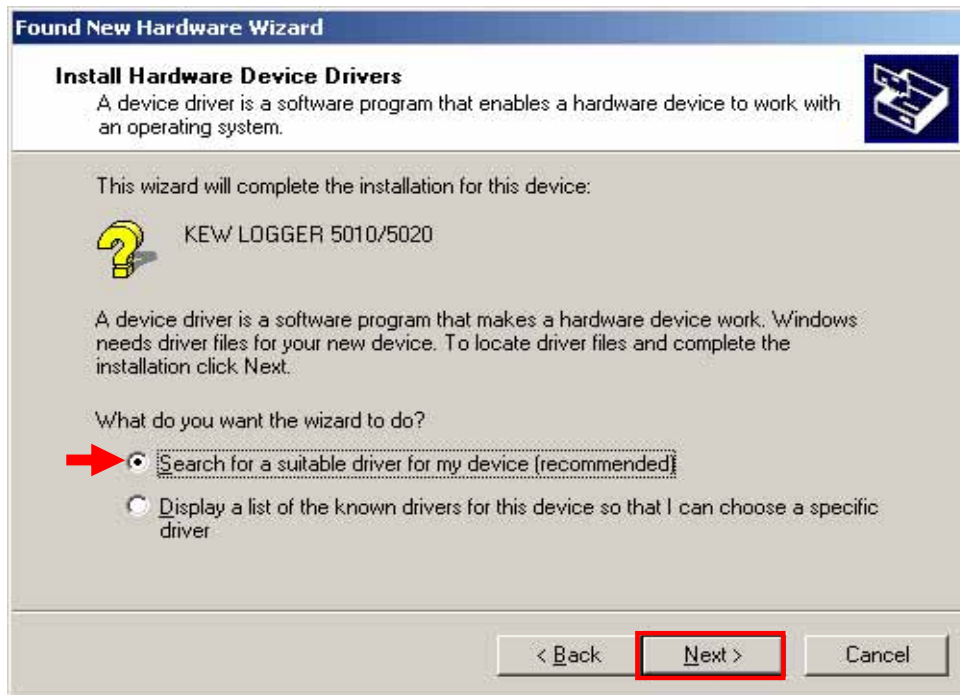 Found New Hardware Wizard
Install Hardware Device Drivers
A device driver is a software program that enables a hardware device to work with
an operating system.
This wizard will complete the installation for this device:
KEW LOGGER 5010/5020
A device driver is a software program that makes a hardware device work. Windows
needs driver files for your new device. To locate driver files and complete the
installation click Next.
What do you want the wizard to do?
Search for a suitable driver for my device (recommended)
Display a list of the known drivers for this device so that I can choose a specific
driver
< Back Next > Cancel